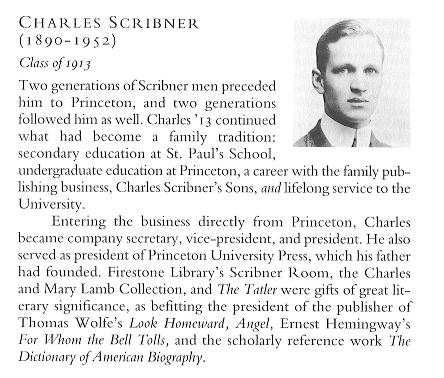 CHARLES SCRIBNER
(1890-1952)
Class of 1913
Two generations of Scribner men preceded
him to Princeton, and two generations
followed him as well. Charles '13 continued
what had become a family tradition:
secondary education at St. Paul's School,
undergraduate education at Princeton, a career with the family pub-
lishing business, Charles Scribner's Sons, and lifelong service to the
University.
Entering the business directly from Princeton, Charles
became company secretary, vice-president, and president. He also
served as president of Princeton University Press, which his father
had founded. Firestone Library's Scribner Room, the Charles
and Mary Lamb Collection, and The Tatler were gifts of great lit-
erary significance, as befitting the president of the publisher of
Thomas Wolfe's Look Homeward, Angel, Ernest Hemingway's
For Whom the Bell Tolls, and the scholarly reference work The
Dictionary of American Biography.